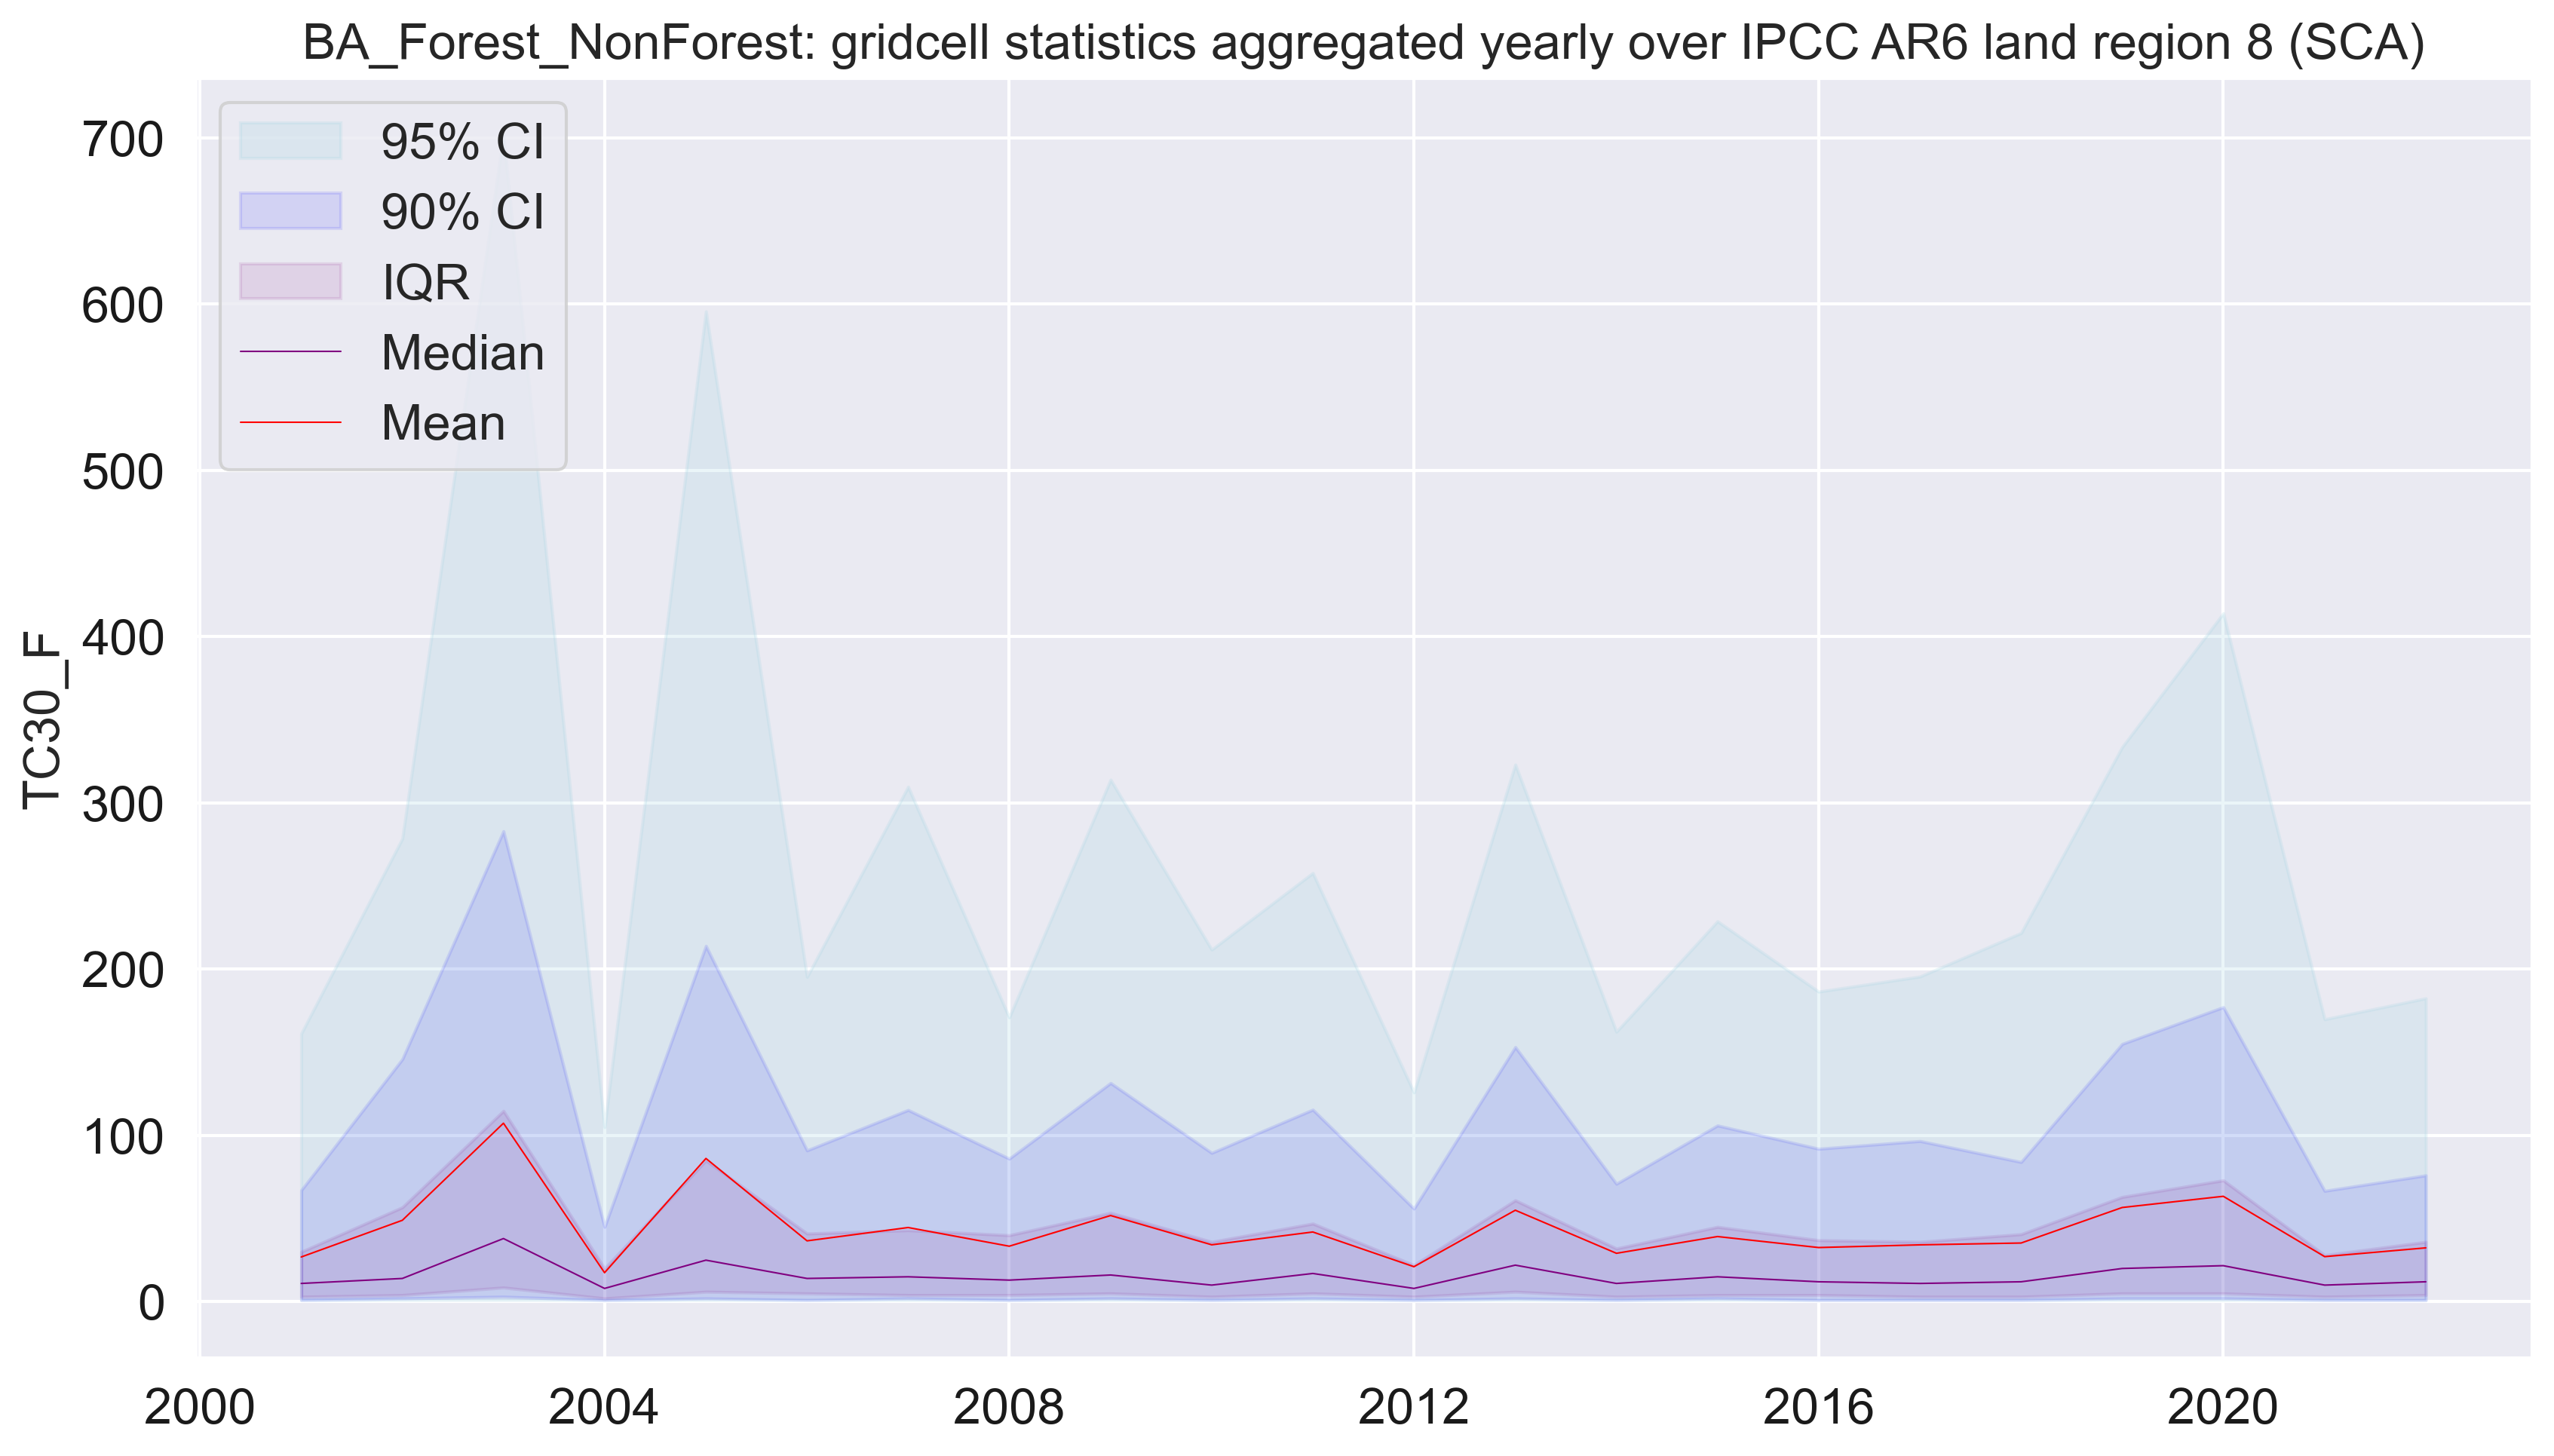 BA_Forest_NonForest: gridcell statistics aggregated yearly over IPCC AR6 land region 8 (SCA)
95% CI
90% CI
IQR
Median
Mean
TC30_F
700
600
500
400
300
200
100
0
2000 2004 2008 2012 2016 2020